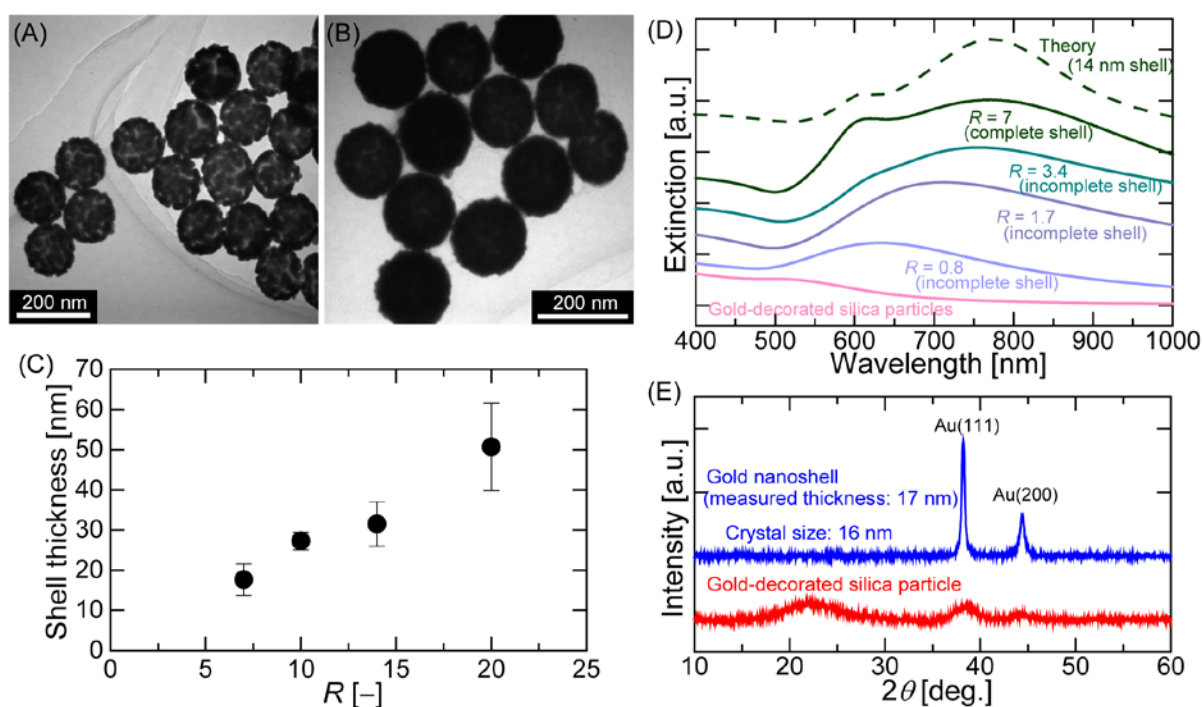 (A)
200 nm
(B)
200 nm
(C)
Shell thickness [nm]
70
60
50
40
30
20
10
0
0 5 10 15 20 25
R [–]
(D)
Extinction [a.u.]
Theory
(14 nm shell)
R = 7
(complete shell)
R = 3.4
(incomplete shell)
R = 1.7
(incomplete shell)
R = 0.8
(incomplete shell)
Gold-decorated silica particles
400 500 600 700 800 900 1000
Wavelength [nm]
(E)
Intensity [a.u.]
Au(111)
Gold nanoshell
(measured thickness: 17 nm)
Au(200)
Crystal size: 16 nm
Gold-decorated silica particle
10 20 30 40 50 60
2θ [deg.]